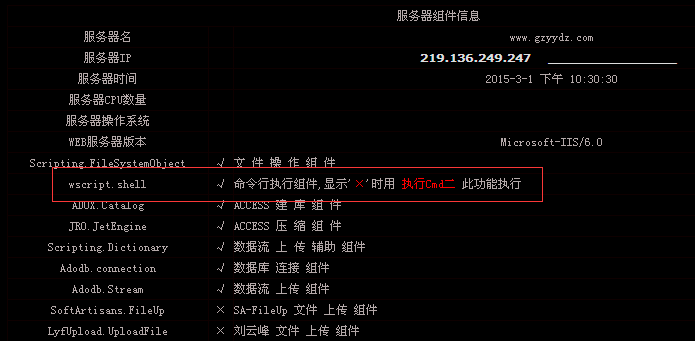 服务器组件信息
服务器名 www.gzyydz.com
服务器IP 219.136.249.247
服务器时间 2015-3-1 下午 10:30:30
服务器CPU数量
服务器操作系统
WEB服务器版本 Microsoft-IIS/6.0
Scripting.FileSystemObject √ 文 件 操 作 组 件
wscript.shell √ 命令行执行组件,显示'×'时用 执行Cmd二 此功能执行
ADOX.Catalog √ ACCESS 建 库 组 件
JRO.JetEngine √ ACCESS 压 缩 组 件
Scripting.Dictionary √ 数据流 上 传 辅助 组件
Adodb.connection √ 数据库 连接 组件
Adodb.Stream √ 数据流 上传 组件
SoftArtisans.FileUp × SA-FileUp 文件 上传 组件
LyfUpload.UploadFile × 刘云峰 文件 上传 组件